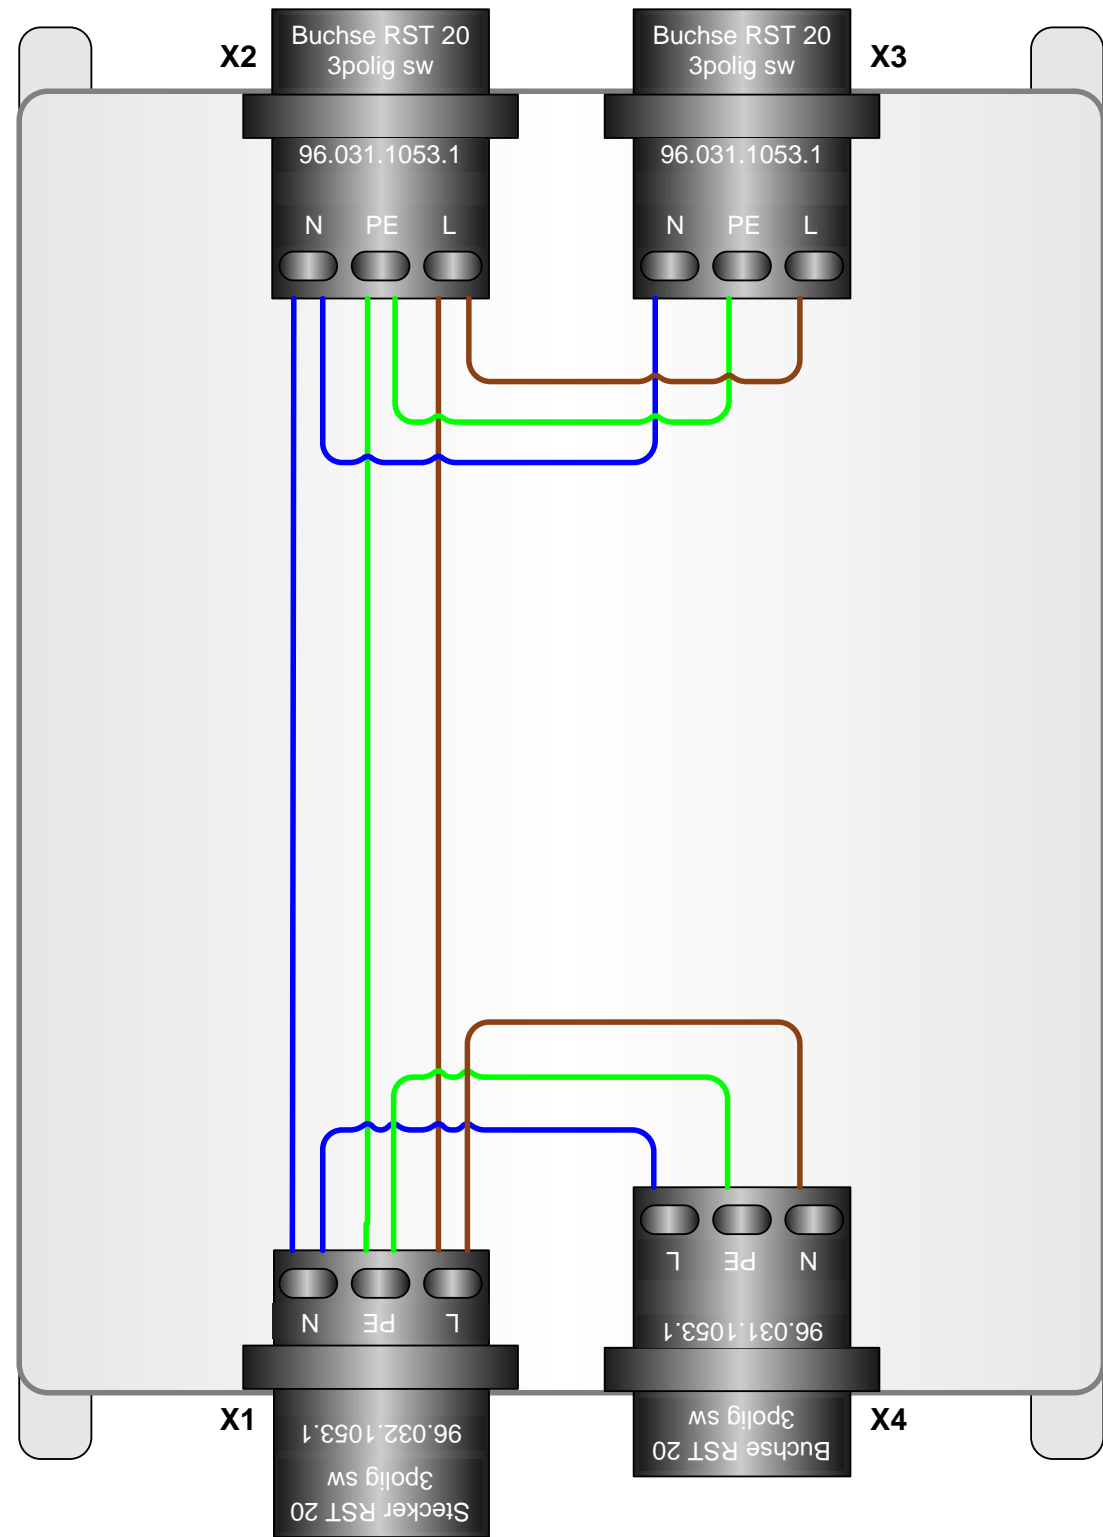 X2
Buchse RST 20
3polig sw
96.031.1053.1
N PE L
Buchse RST 20
3polig sw
X3
96.031.1053.1
N PE L
N PE L
96.032.1053.1
3polig sw
Stecker RST 20
X1
L PE N
96.031.1053.1
3polig sw
Buchse RST 20
X4